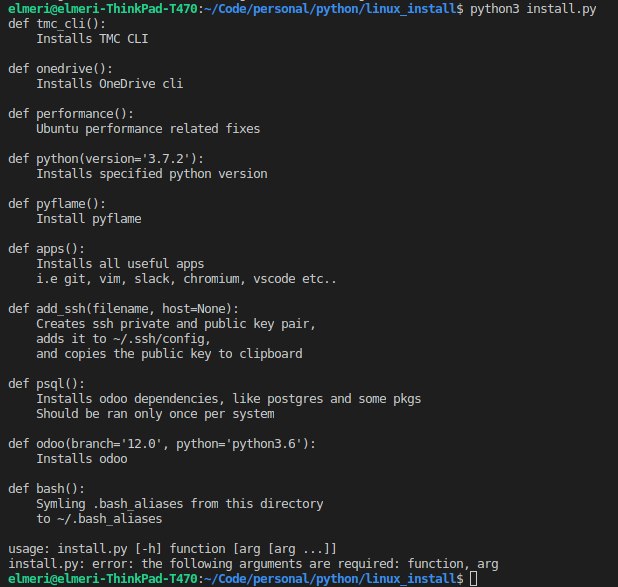 elmeri@elmeri-ThinkPad-T470:~/Code/personal/python/linux_install$ python3 install.py
def tmc_cli():
    Installs TMC CLI

def onedrive():
    Installs OneDrive cli

def performance():
    Ubuntu performance related fixes

def python(version='3.7.2'):
    Installs specified python version

def pyflame():
    Install pyflame

def apps():
    Installs all useful apps
    i.e git, vim, slack, chromium, vscode etc..

def add_ssh(filename, host=None):
    Creates ssh private and public key pair,
    adds it to ~/.ssh/config,
    and copies the public key to clipboard

def psql():
    Installs odoo dependencies, like postgres and some pkgs
    Should be ran only once per system

def odoo(branch='12.0', python='python3.6'):
    Installs odoo

def bash():
    Symling .bash_aliases from this directory
    to ~/.bash_aliases

usage: install.py [-h] function [arg [arg ...]]
install.py: error: the following arguments are required: function, arg
elmeri@elmeri-ThinkPad-T470:~/Code/personal/python/linux_install$